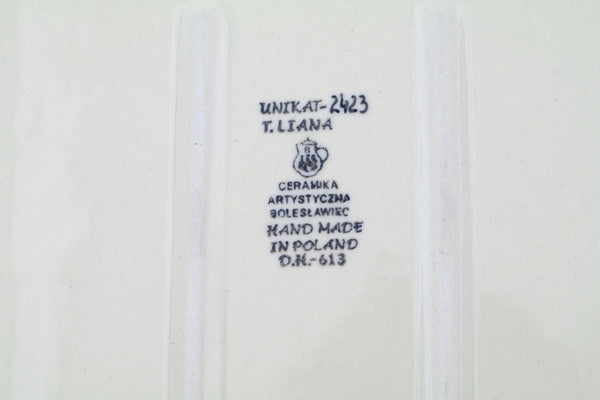 UNIKAT-2423
T. LIANA
B
CERAMIKA
ARTYSTYCZNA
BOLESŁAWIEC
HAND MADE
IN POLAND
D.H.-613